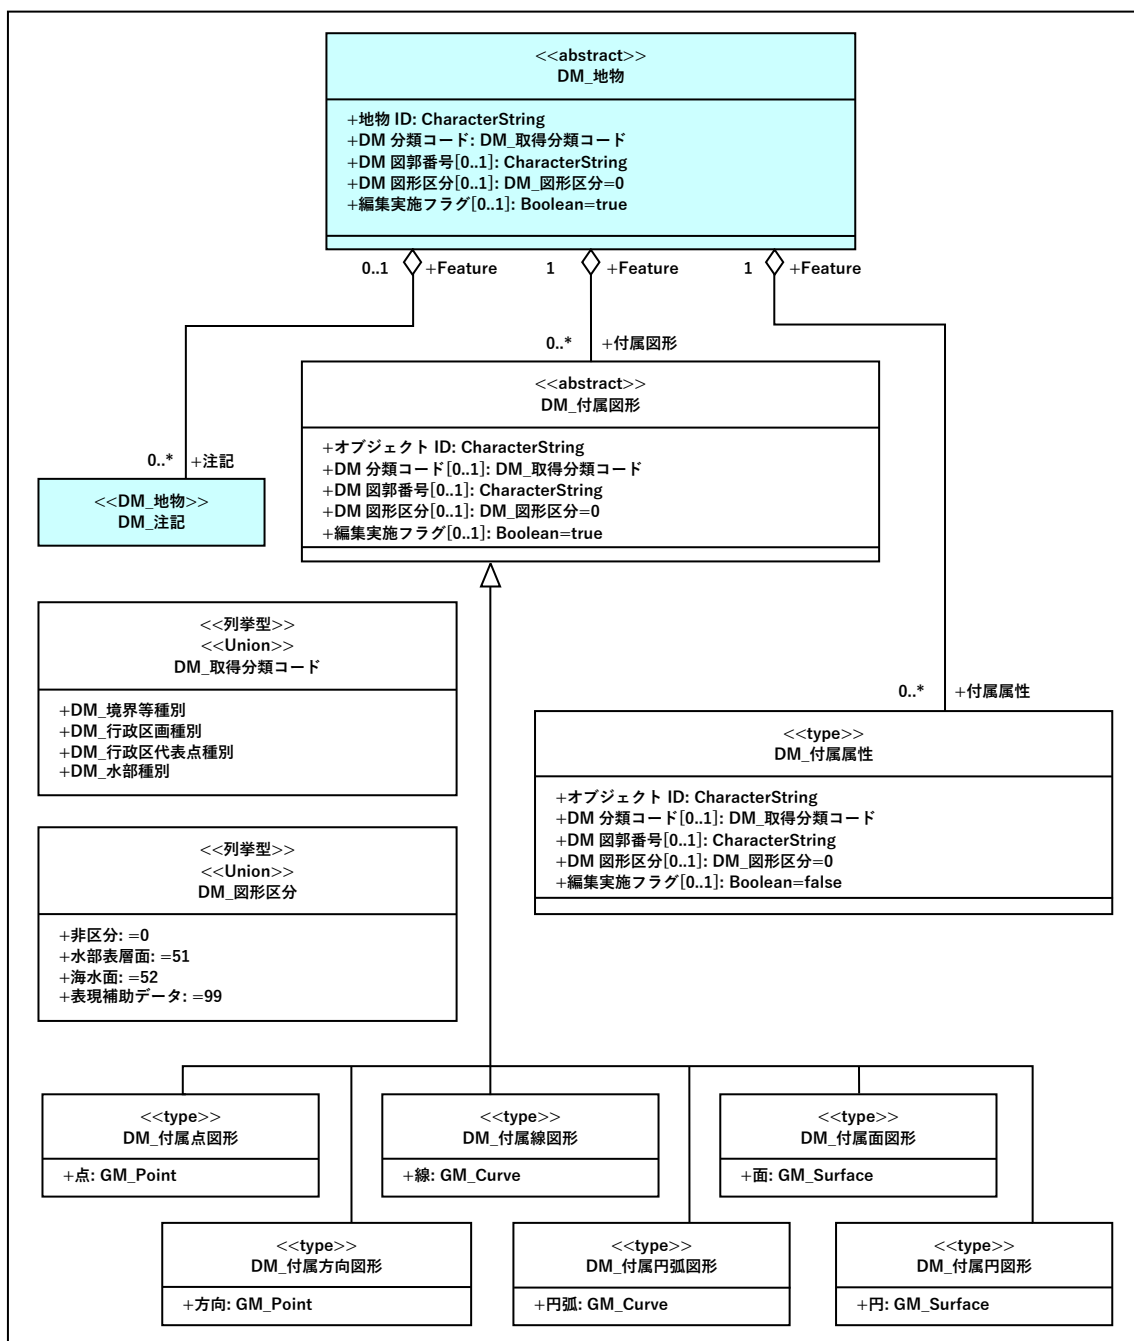 <<abstract>>
DM_地物
+地物 ID: CharacterString
+DM 分類コード: DM_取得分類コード
+DM 図郭番号[0..1]: CharacterString
+DM 図形区分[0..1]: DM_図形区分=0
+編集実施フラグ[0..1]: Boolean=true
0..1 +Feature
1 +Feature
1 +Feature
0..* +付属図形
<<abstract>>
DM_付属図形
+オブジェクト ID: CharacterString
+DM 分類コード[0..1]: DM_取得分類コード
+DM 図郭番号[0..1]: CharacterString
+DM 図形区分[0..1]: DM_図形区分=0
+編集実施フラグ[0..1]: Boolean=true
0..* +注記
<<DM_地物>>
DM_注記
<<列挙型>>
<<Union>>
DM_取得分類コード
+DM_境界等種別
+DM_行政区画種別
+DM_行政区代表点種別
+DM_水部種別
0..* +付属属性
<<type>>
DM_付属属性
+オブジェクト ID: CharacterString
+DM 分類コード[0..1]: DM_取得分類コード
+DM 図郭番号[0..1]: CharacterString
+DM 図形区分[0..1]: DM_図形区分=0
+編集実施フラグ[0..1]: Boolean=false
<<列挙型>>
<<Union>>
DM_図形区分
+非区分: =0
+水部表層面: =51
+海水面: =52
+表現補助データ: =99
<<type>>
DM_付属点図形
+点: GM_Point
<<type>>
DM_付属線図形
+線: GM_Curve
<<type>>
DM_付属面図形
+面: GM_Surface
<<type>>
DM_付属方向図形
+方向: GM_Point
<<type>>
DM_付属円弧図形
+円弧: GM_Curve
<<type>>
DM_付属円図形
+円: GM_Surface